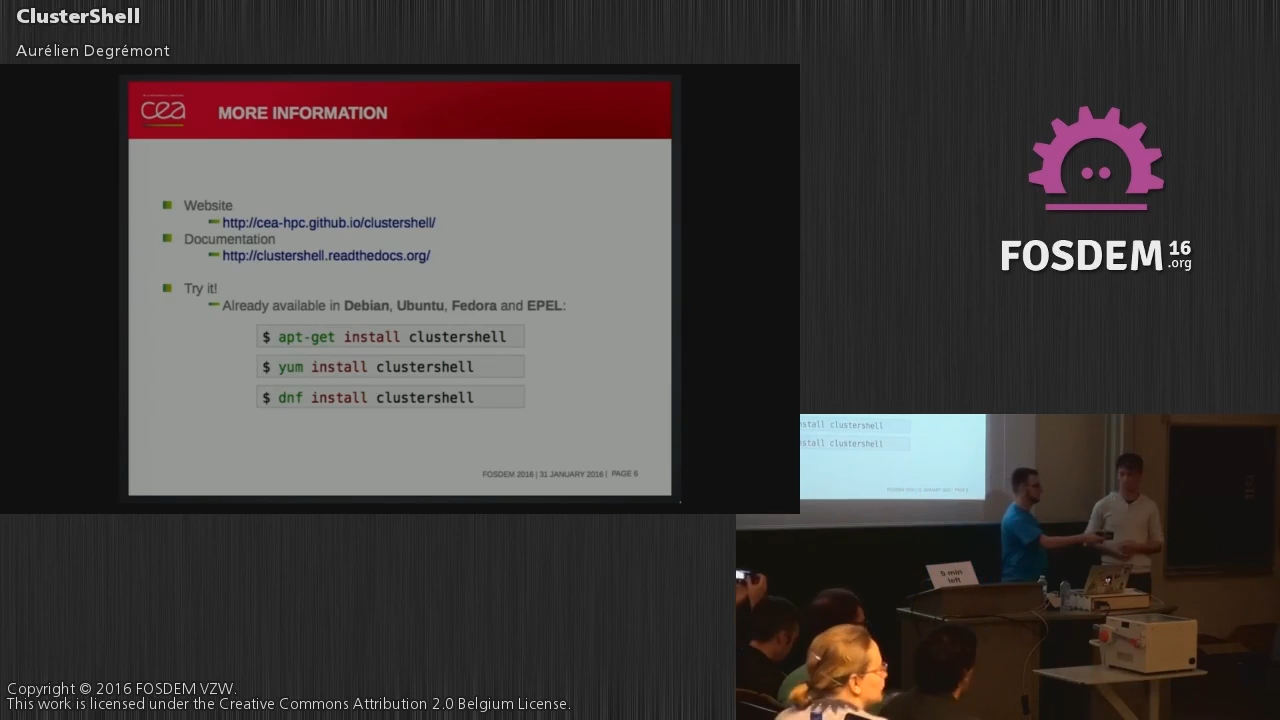 ClusterShell
Aurélien Degrémont
cea
MORE INFORMATION
Website
http://cea-hpc.github.io/clustershell/
Documentation
http://clustershell.readthedocs.org/
Try it!
Already available in Debian, Ubuntu, Fedora and EPEL:
$ apt-get install clustershell
$ yum install clustershell
$ dnf install clustershell
FOSDEM 2016 | 31 JANUARY 2016 | PAGE 6
FOSDEM 16
.org
install clustershell
install clustershell
5 min
left
Copyright © 2016 FOSDEM VZW.
This work is licensed under the Creative Commons Attribution 2.0 Belgium License.